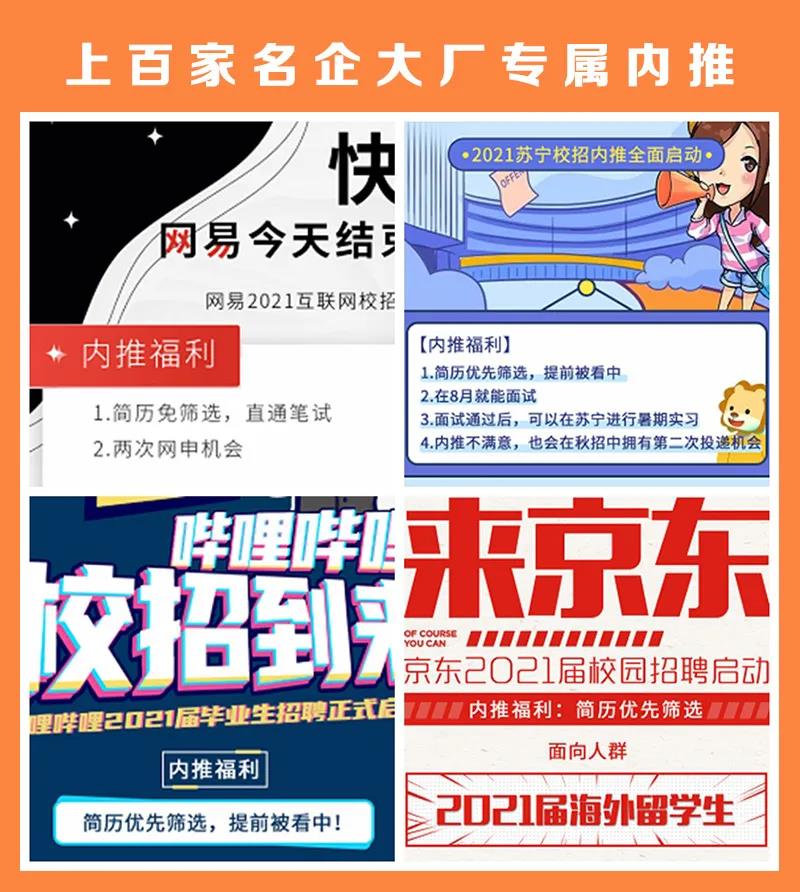 上百家名企大厂专属内推
快
网易今天结束
网易2021互联网校招
内推福利
1.简历免筛选，直通笔试
2.两次网申机会
•2021苏宁校招内推全面启动•
OFFER
【内推福利】
1.简历优先筛选，提前被看中
2.在8月就能面试
3.面试通过后，可以在苏宁进行暑期实习
4.内推不满意，也会在秋招中拥有第二次投递机会
哔哩哔哩
校招到来
哩哔哩2021届毕业生招聘正式启
内推福利
简历优先筛选，提前被看中！
来京东
OF COURSE
YOU CAN
京东2021届校园招聘启动
内推福利：简历优先筛选
面向人群
2021届海外留学生